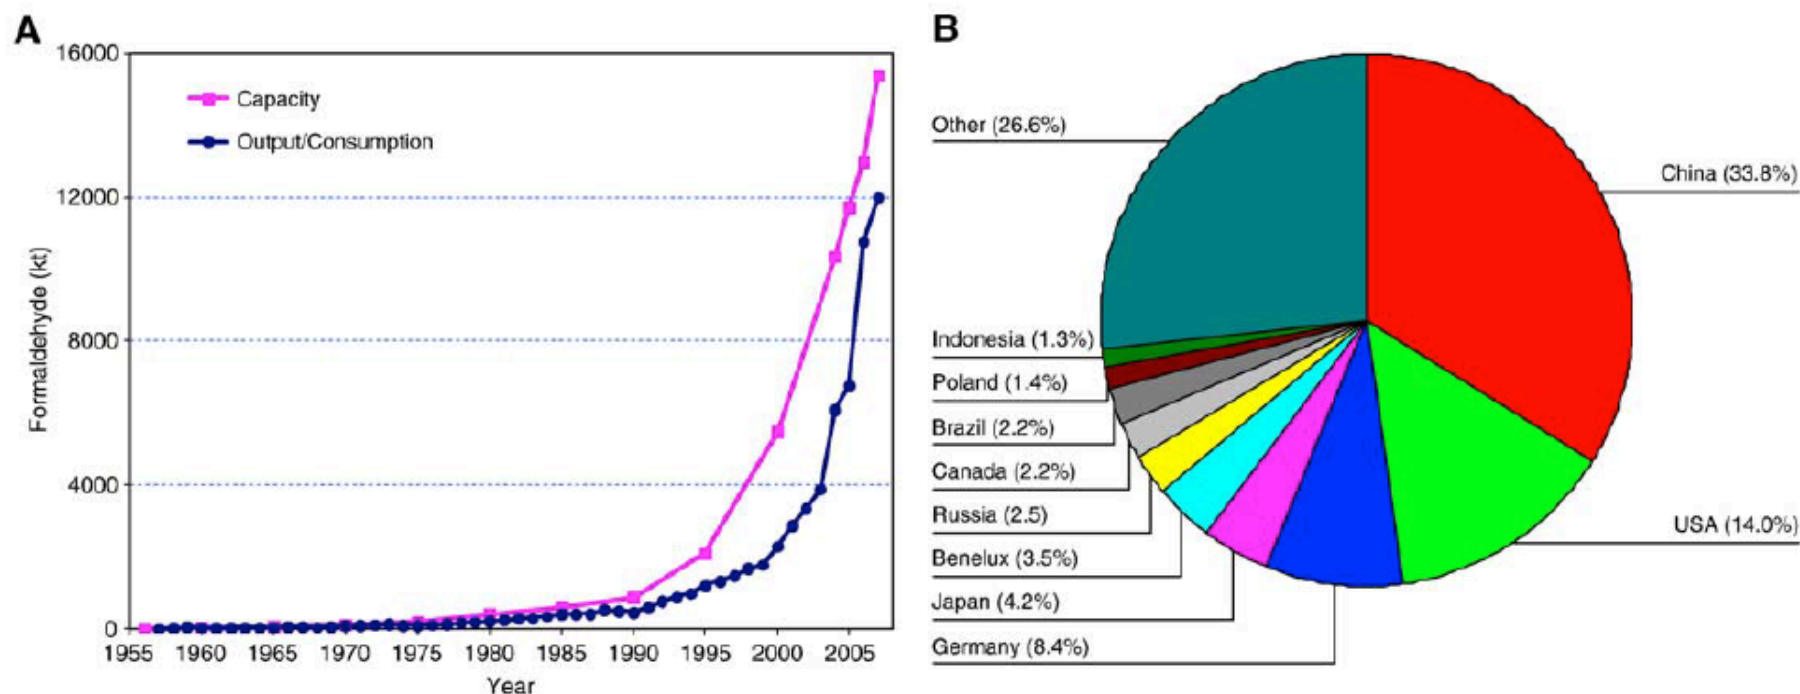 A
16000
12000
8000
4000
0
Formaldehyde (kt)
Capacity
Output/Consumption
1955 1960 1965 1970 1975 1980 1985 1990 1995 2000 2005
Year
B
Other (26.6%)
China (33.8%)
Indonesia (1.3%)
Poland (1.4%)
Brazil (2.2%)
Canada (2.2%)
Russia (2.5)
USA (14.0%)
Benelux (3.5%)
Japan (4.2%)
Germany (8.4%)